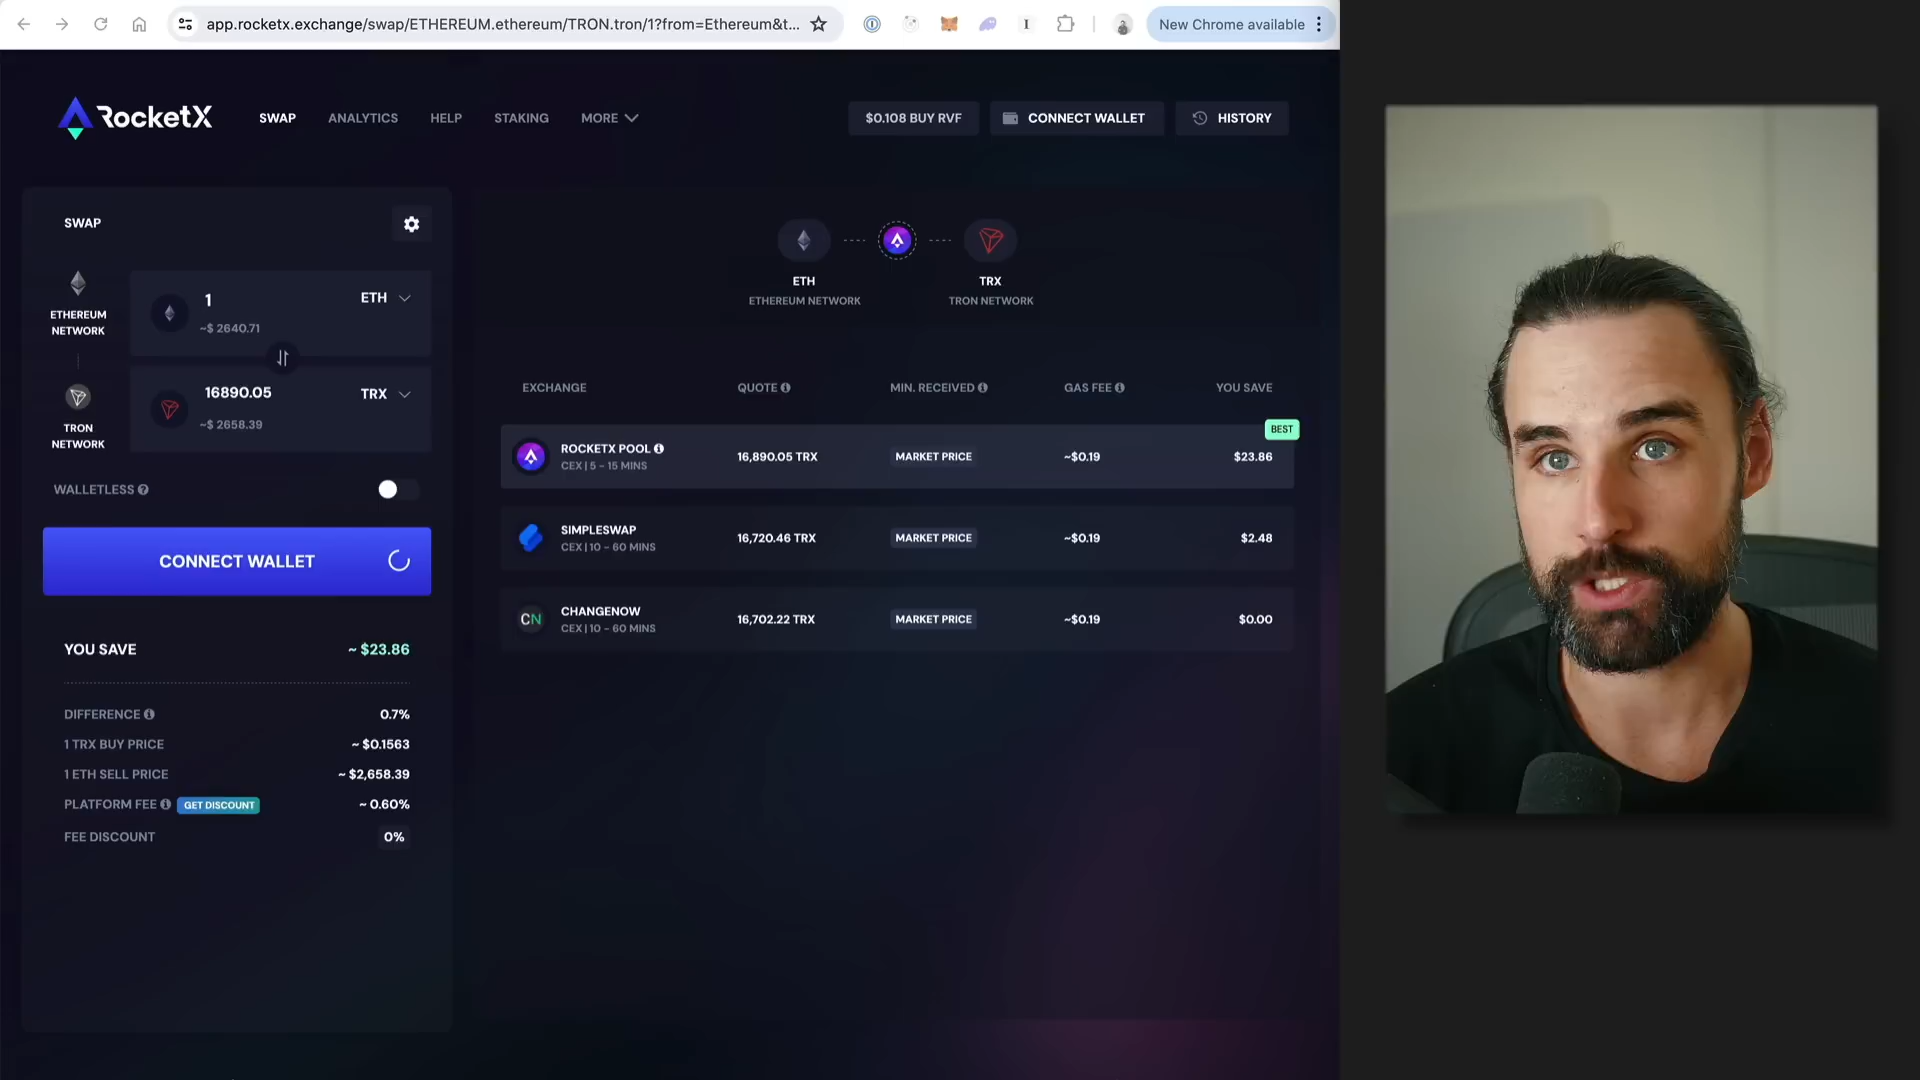 app.rocketx.exchange/swap/ETHEREUM.ethereum/TRON.tron/1?from=Ethereum&t...
New Chrome available
RocketX
SWAP
ANALYTICS
HELP
STAKING
MORE
$0.108 BUY RVF
CONNECT WALLET
HISTORY
SWAP
ETHEREUM
NETWORK
1
~$ 2640.71
ETH
TRON
NETWORK
16890.05
~$ 2658.39
TRX
WALLETLESS
CONNECT WALLET
YOU SAVE ~ $23.86
DIFFERENCE 0.7%
1 TRX BUY PRICE ~ $0.1563
1 ETH SELL PRICE ~ $2,658.39
PLATFORM FEE GET DISCOUNT ~ 0.60%
FEE DISCOUNT 0%
ETH
ETHEREUM NETWORK
TRX
TRON NETWORK
EXCHANGE QUOTE MIN. RECEIVED GAS FEE YOU SAVE
BEST
ROCKETX POOL
CEX | 5 - 15 MINS
16,890.05 TRX MARKET PRICE ~$0.19 $23.86
SIMPLESWAP
CEX | 10 - 60 MINS
16,720.46 TRX MARKET PRICE ~$0.19 $2.48
CN
CHANGENOW
CEX | 10 - 60 MINS
16,702.22 TRX MARKET PRICE ~$0.19 $0.00